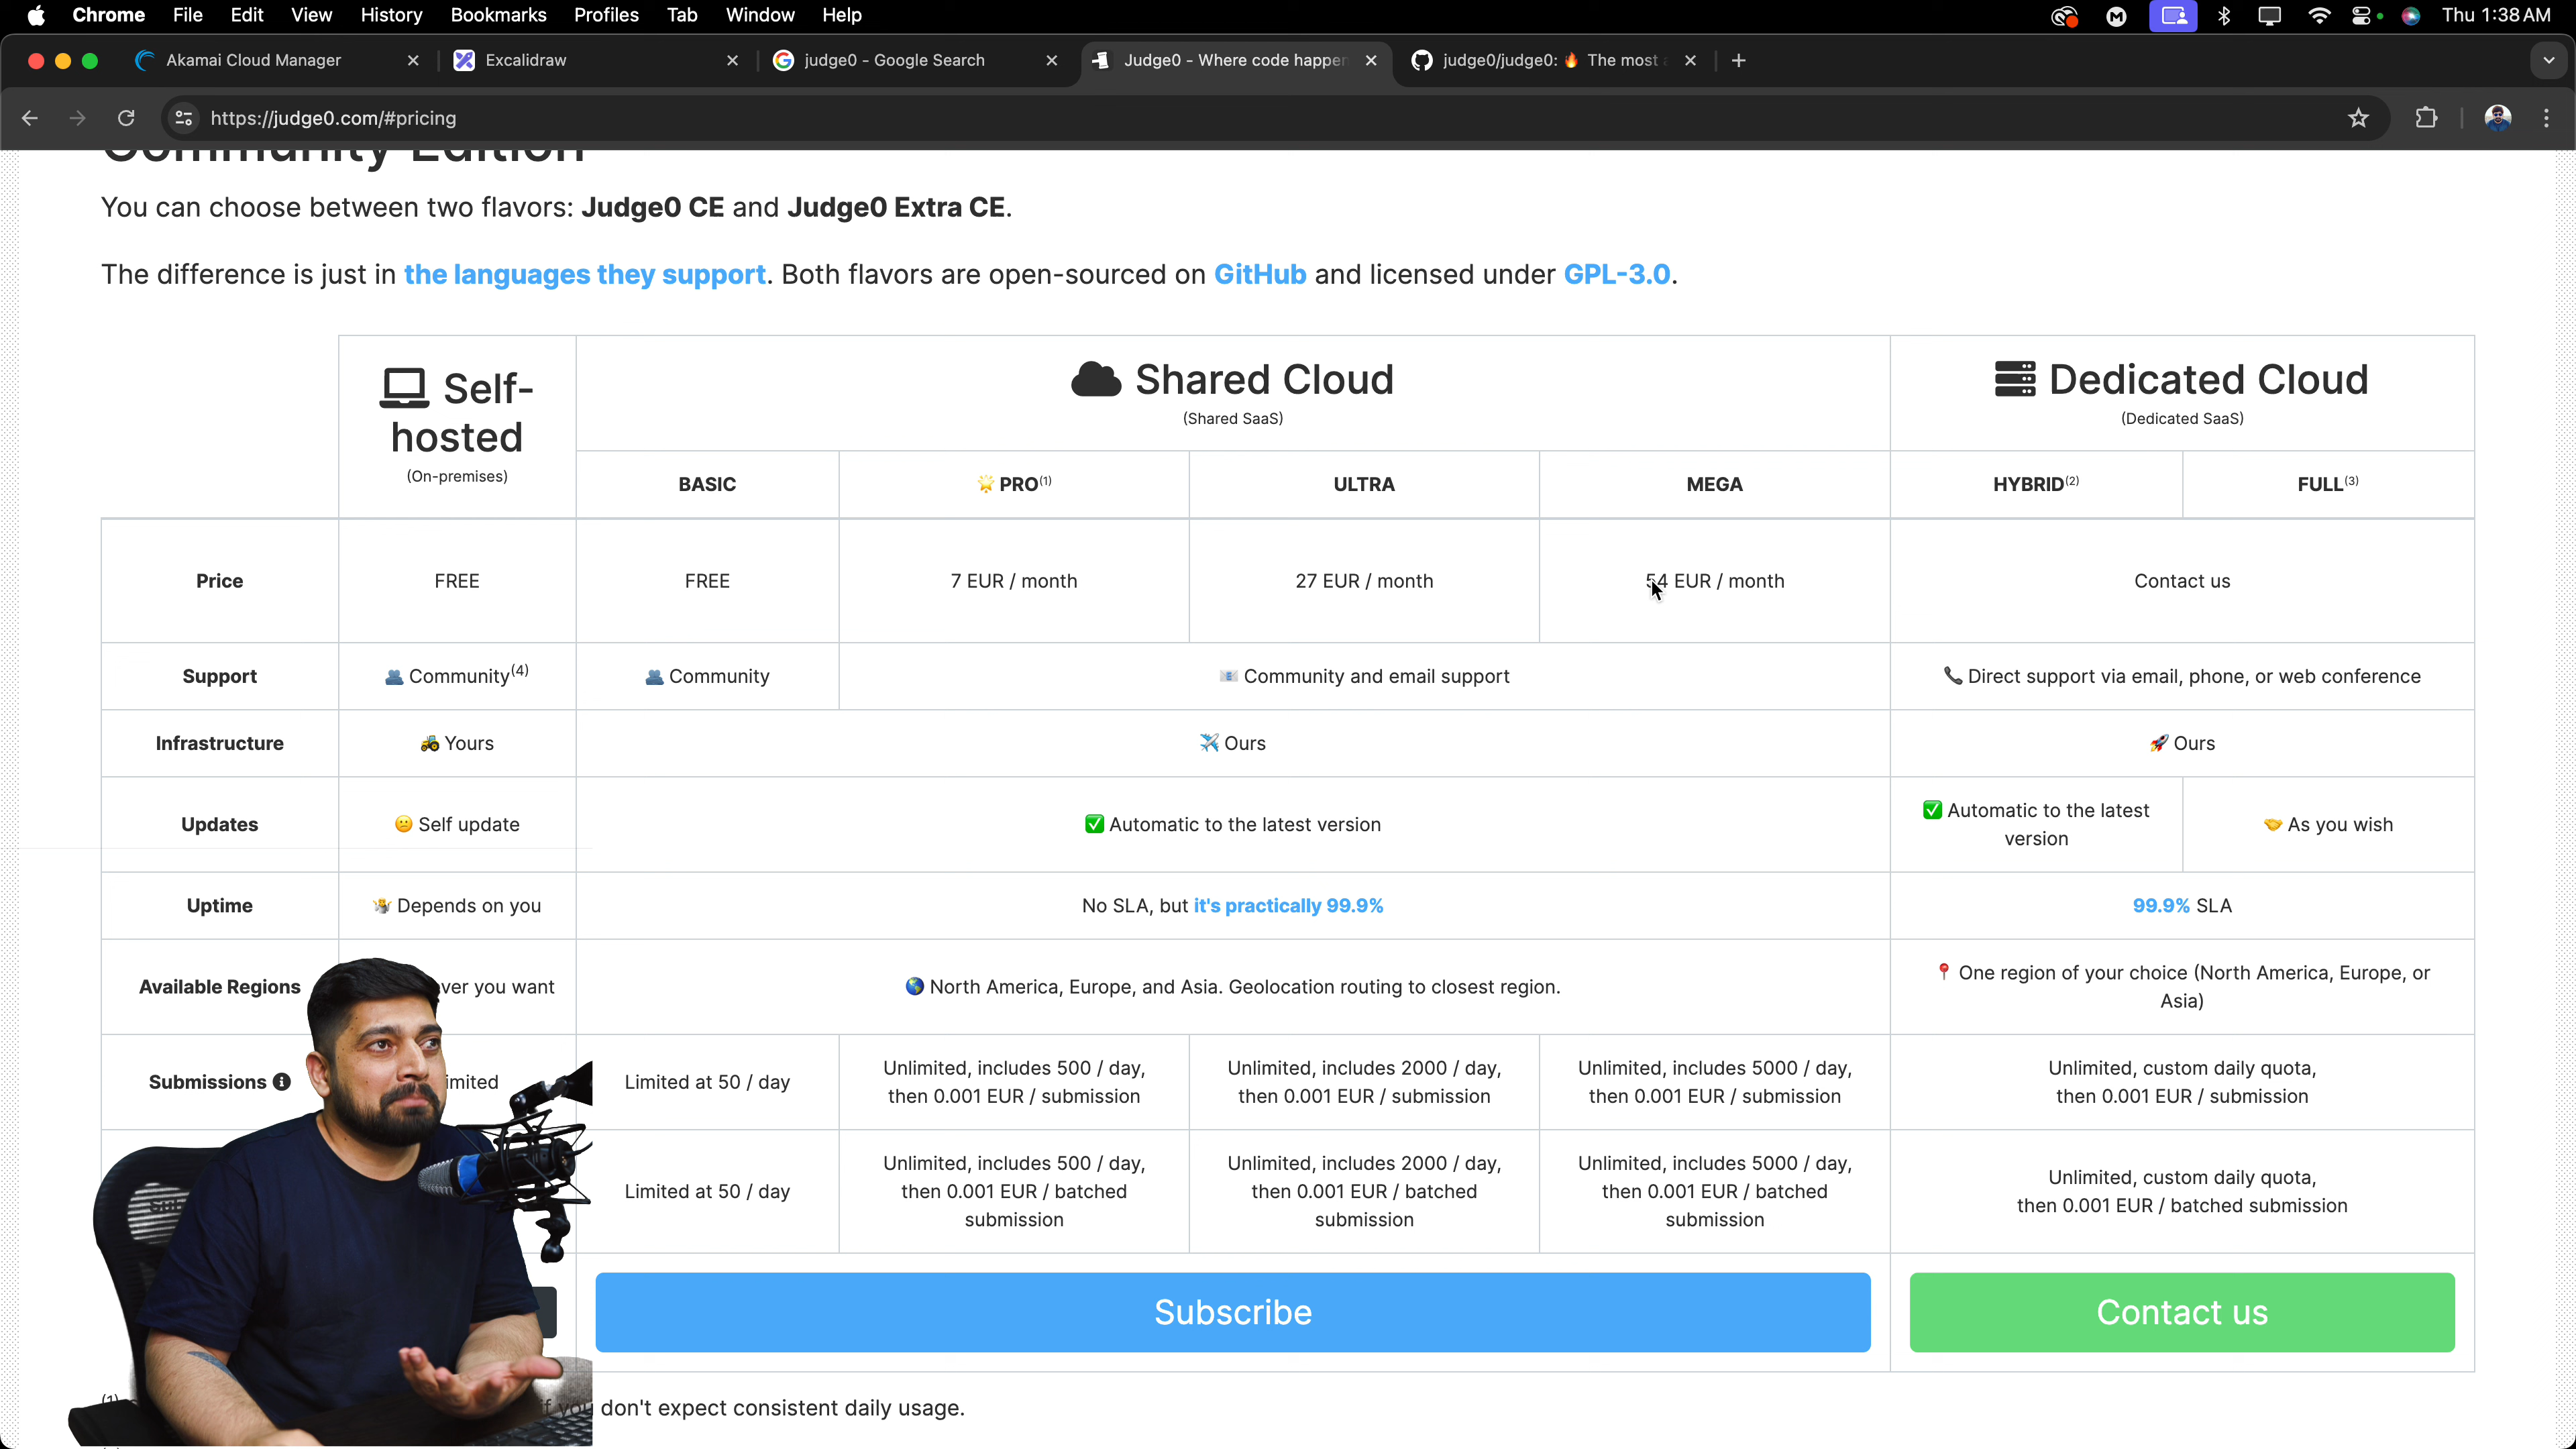 Chrome File Edit View History Bookmarks Profiles Tab Window Help Thu 1:38 AM
Akamai Cloud Manager Excalidraw judge0 - Google Search Judge0 - Where code happen judge0/judge0: 🔥 The most
https://judge0.com/#pricing
Community Edition
You can choose between two flavors: Judge0 CE and Judge0 Extra CE.
The difference is just in the languages they support. Both flavors are open-sourced on GitHub and licensed under GPL-3.0.
Self-
hosted
(On-premises)
Shared Cloud
(Shared SaaS)
Dedicated Cloud
(Dedicated SaaS)
BASIC 🌟 PRO(1) ULTRA MEGA HYBRID(2) FULL(3)
Price FREE FREE 7 EUR / month 27 EUR / month 54 EUR / month Contact us
Support 👥 Community(4) 👥 Community 📧 Community and email support 📞 Direct support via email, phone, or web conference
Infrastructure 🚜 Yours ✈️ Ours 🚀 Ours
Updates 😕 Self update ✅ Automatic to the latest version ✅ Automatic to the latest
version
🤝 As you wish
Uptime 🤷 Depends on you No SLA, but it's practically 99.9% 99.9% SLA
Available Regions ver you want 🌎 North America, Europe, and Asia. Geolocation routing to closest region. 📍 One region of your choice (North America, Europe, or
Asia)
Submissions imited Limited at 50 / day
Unlimited, includes 500 / day,
then 0.001 EUR / submission
Unlimited, includes 2000 / day,
then 0.001 EUR / submission
Unlimited, includes 5000 / day,
then 0.001 EUR / submission
Unlimited, custom daily quota,
then 0.001 EUR / submission
Limited at 50 / day
Unlimited, includes 500 / day,
then 0.001 EUR / batched
submission
Unlimited, includes 2000 / day,
then 0.001 EUR / batched
submission
Unlimited, includes 5000 / day,
then 0.001 EUR / batched
submission
Unlimited, custom daily quota,
then 0.001 EUR / batched submission
Subscribe Contact us
(1) if you don't expect consistent daily usage.